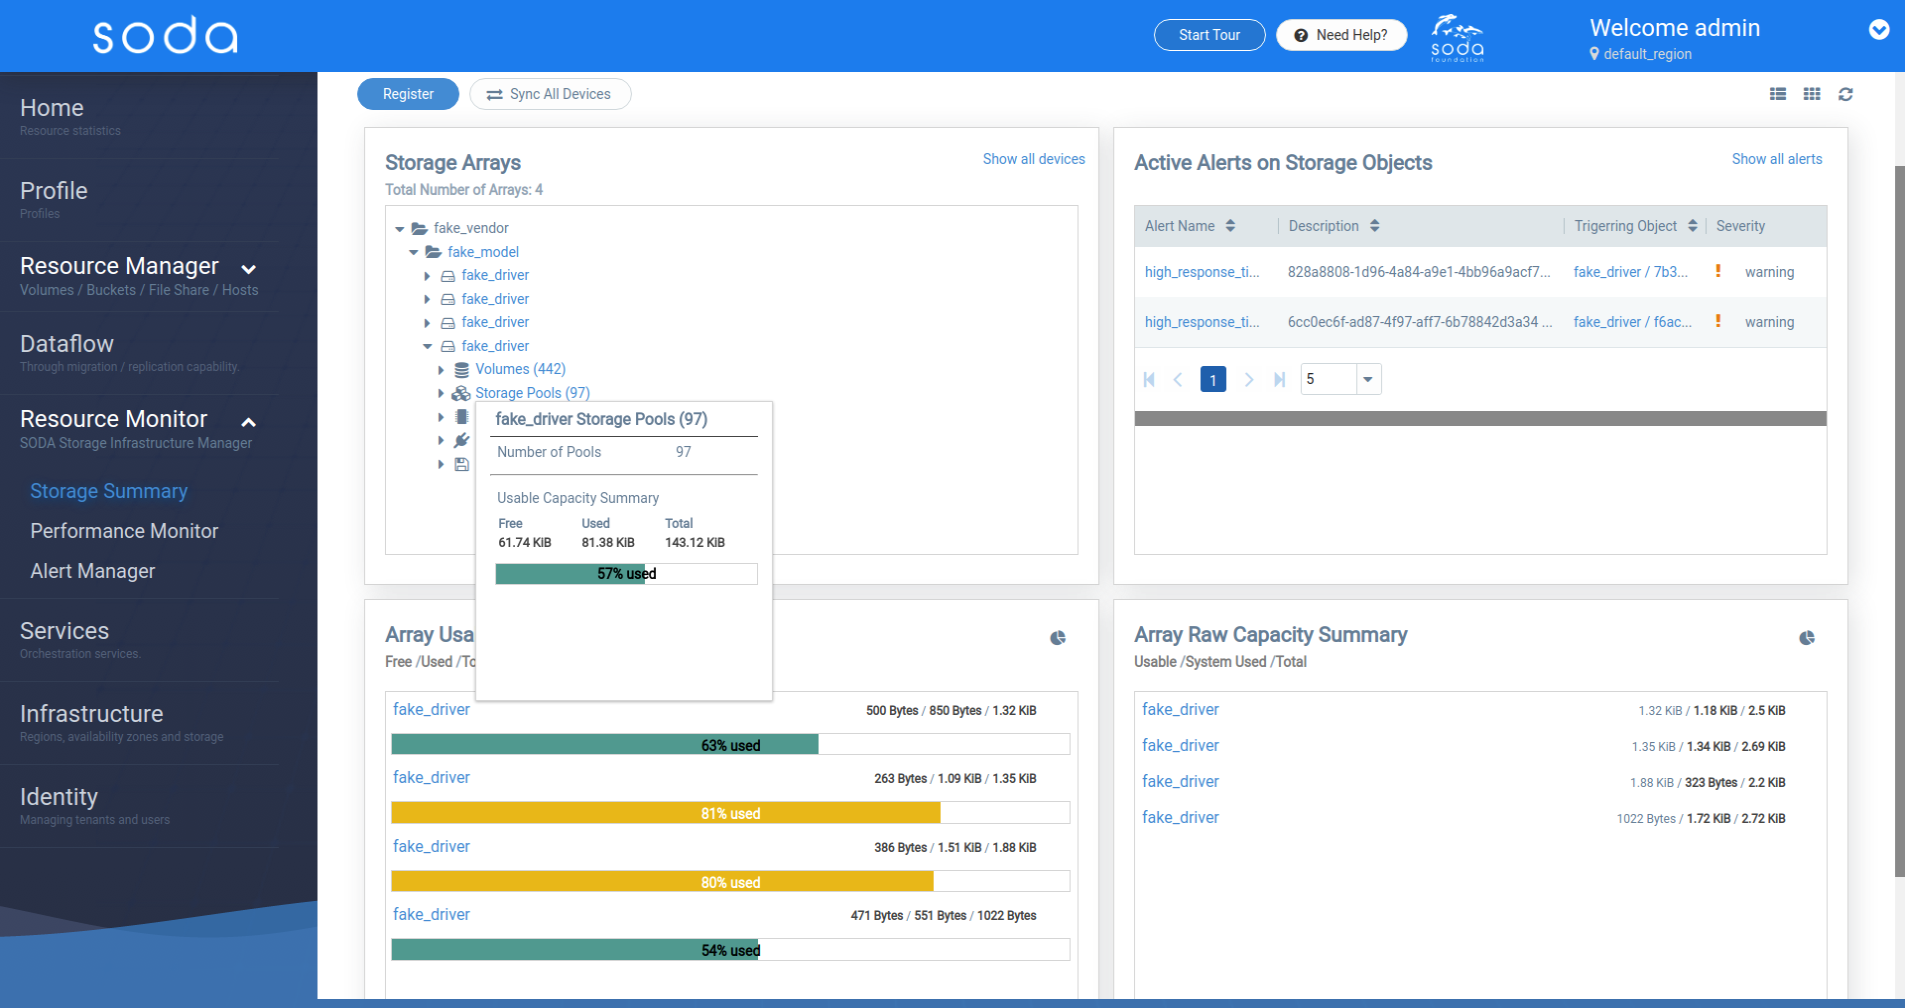 soda
Start Tour
Need Help?
soda
foundation
Welcome admin
default_region
Home
Resource statistics
Profile
Profiles
Resource Manager
Volumes / Buckets / File Share / Hosts
Dataflow
Through migration / replication capability.
Resource Monitor
SODA Storage Infrastructure Manager
Storage Summary
Performance Monitor
Alert Manager
Services
Orchestration services.
Infrastructure
Regions, availability zones and storage
Identity
Managing tenants and users
Register
Sync All Devices
Storage Arrays
Show all devices
Total Number of Arrays: 4
fake_vendor
fake_model
fake_driver
fake_driver
fake_driver
fake_driver
Volumes (442)
Storage Pools (97)
fake_driver Storage Pools (97)
Number of Pools 97
Usable Capacity Summary
Free Used Total
61.74 KiB 81.38 KiB 143.12 KiB
57% used
Active Alerts on Storage Objects
Show all alerts
Alert Name Description Trigerring Object Severity
high_response_ti... 828a8808-1d96-4a84-a9e1-4bb96a9acf7... fake_driver / 7b3... warning
high_response_ti... 6cc0ec6f-ad87-4f97-aff7-6b78842d3a34 ... fake_driver / f6ac... warning
1 5
Array Usa
Free /Used /To
fake_driver 500 Bytes / 850 Bytes / 1.32 KiB
63% used
fake_driver 263 Bytes / 1.09 KiB / 1.35 KiB
81% used
fake_driver 386 Bytes / 1.51 KiB / 1.88 KiB
80% used
fake_driver 471 Bytes / 551 Bytes / 1022 Bytes
54% used
Array Raw Capacity Summary
Usable /System Used /Total
fake_driver 1.32 KiB / 1.18 KiB / 2.5 KiB
fake_driver 1.35 KiB / 1.34 KiB / 2.69 KiB
fake_driver 1.88 KiB / 323 Bytes / 2.2 KiB
fake_driver 1022 Bytes / 1.72 KiB / 2.72 KiB